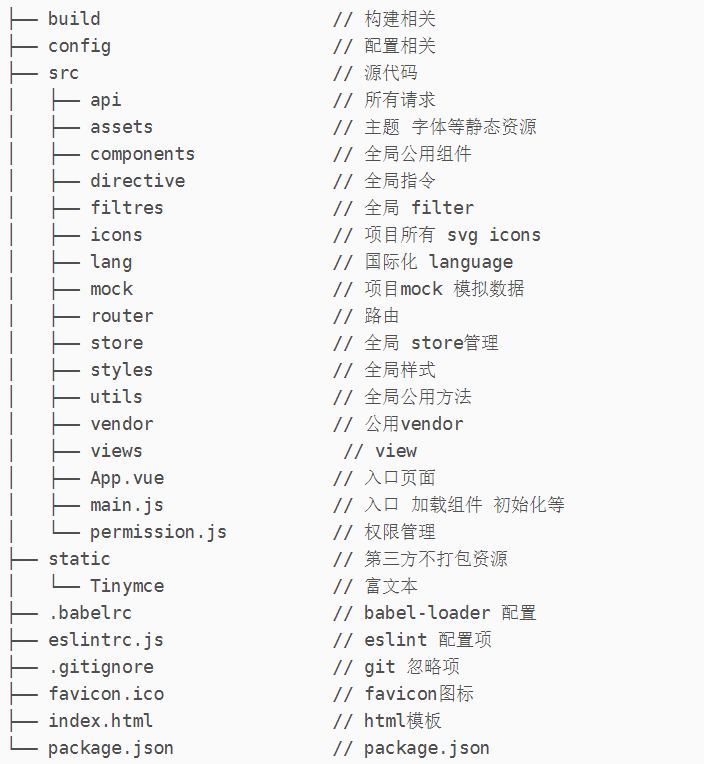 ├── build                      // 构建相关
├── config                     // 配置相关
├── src                        // 源代码
│   ├── api                    // 所有请求
│   ├── assets                 // 主题 字体等静态资源
│   ├── components             // 全局公用组件
│   ├── directive              // 全局指令
│   ├── filtres                // 全局 filter
│   ├── icons                  // 项目所有 svg icons
│   ├── lang                   // 国际化 language
│   ├── mock                   // 项目mock 模拟数据
│   ├── router                 // 路由
│   ├── store                  // 全局 store管理
│   ├── styles                 // 全局样式
│   ├── utils                  // 全局公用方法
│   ├── vendor                 // 公用vendor
│   ├── views                   // view
│   ├── App.vue                // 入口页面
│   ├── main.js                // 入口 加载组件 初始化等
│   └── permission.js          // 权限管理
├── static                     // 第三方不打包资源
│   └── Tinymce                // 富文本
├── .babelrc                   // babel-loader 配置
├── eslintrc.js                // eslint 配置项
├── .gitignore                 // git 忽略项
├── favicon.ico                // favicon图标
├── index.html                 // html模板
└── package.json               // package.json